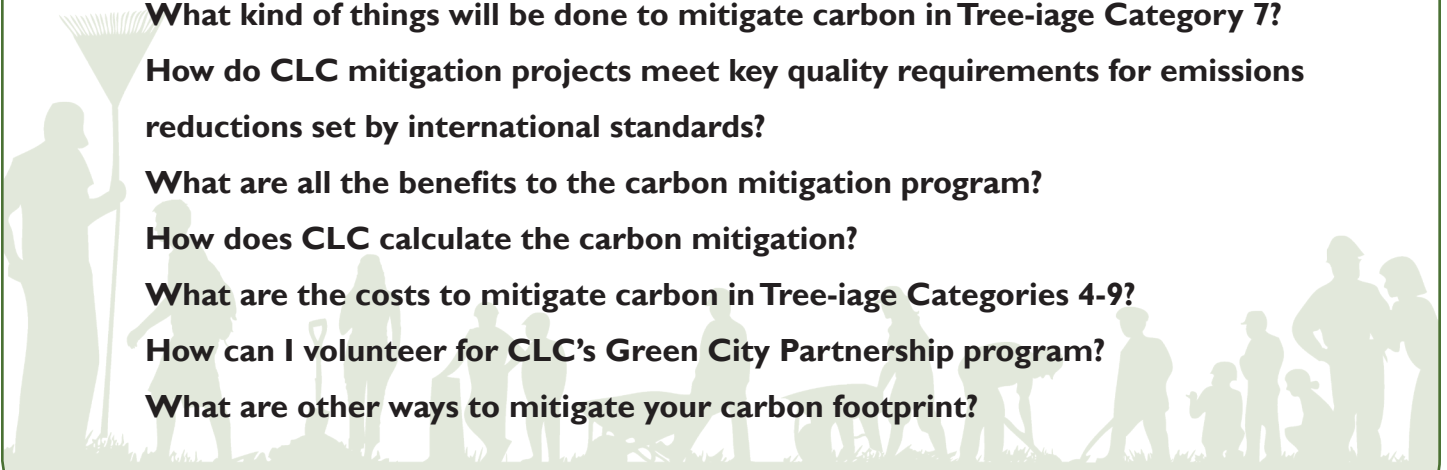 What kind of things will be done to mitigate carbon in Tree-iage Category 7?
How do CLC mitigation projects meet key quality requirements for emissions
reductions set by international standards?
What are all the benefits to the carbon mitigation program?
How does CLC calculate the carbon mitigation?
What are the costs to mitigate carbon in Tree-iage Categories 4-9?
How can I volunteer for CLC's Green City Partnership program?
What are other ways to mitigate your carbon footprint?